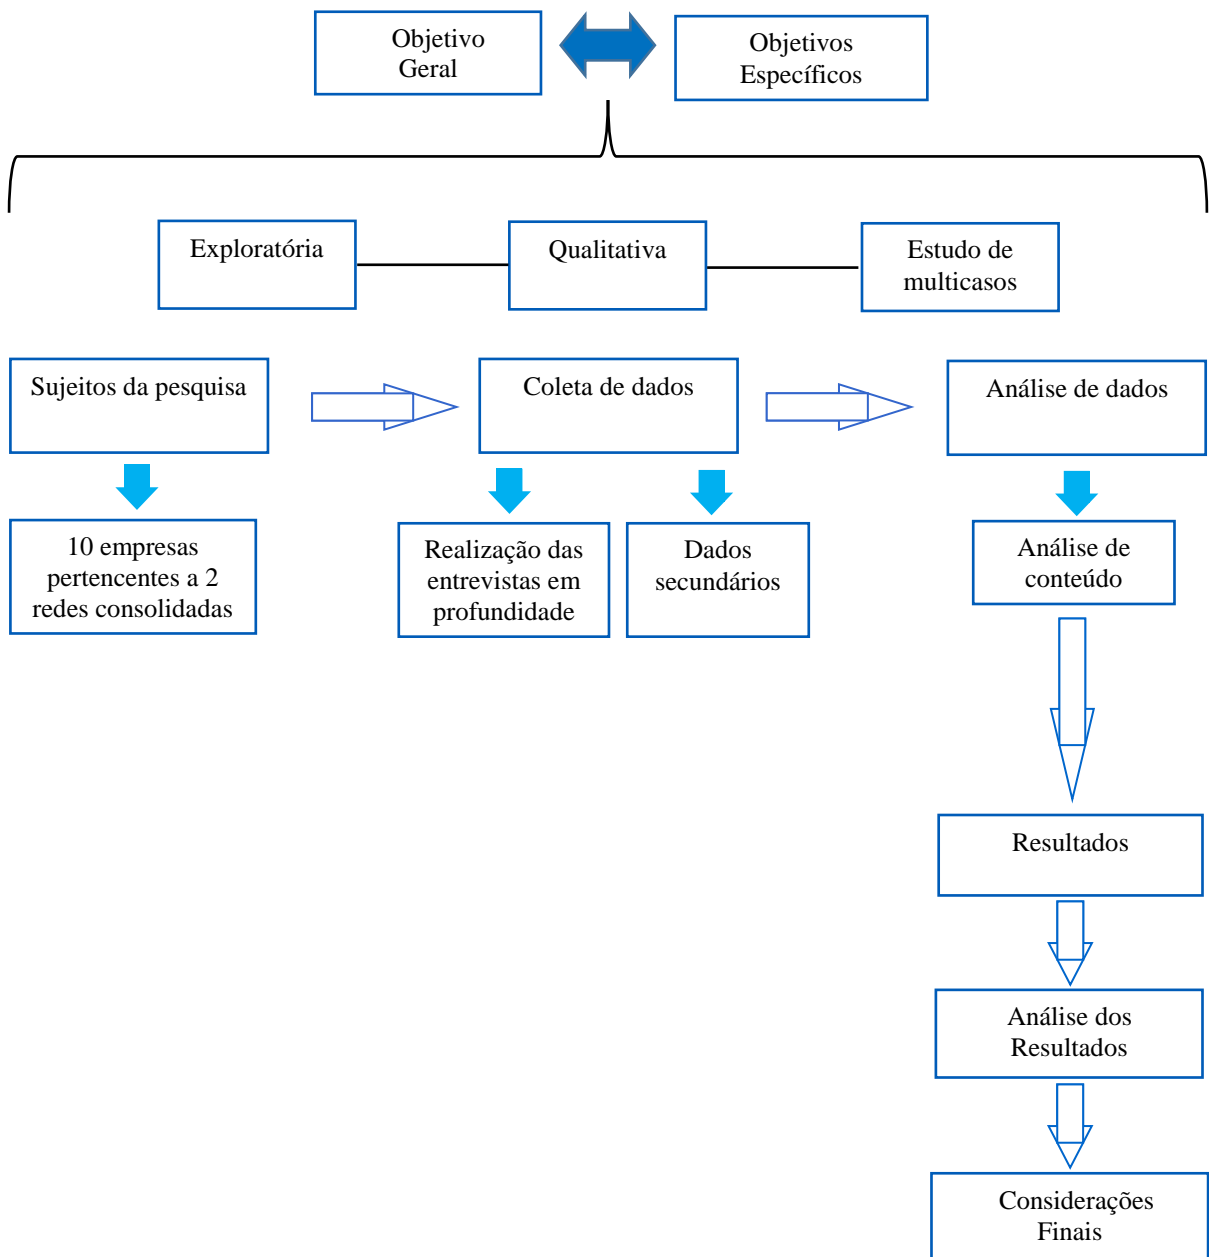 Objetivo
Geral
Objetivos
Específicos
Exploratória
Qualitativa
Estudo de
multicasos
Sujeitos da pesquisa
Coleta de dados
Análise de dados
10 empresas
pertencentes a 2
redes consolidadas
Realização das
entrevistas em
profundidade
Dados
secundários
Análise de
conteúdo
Resultados
Análise dos
Resultados
Considerações
Finais